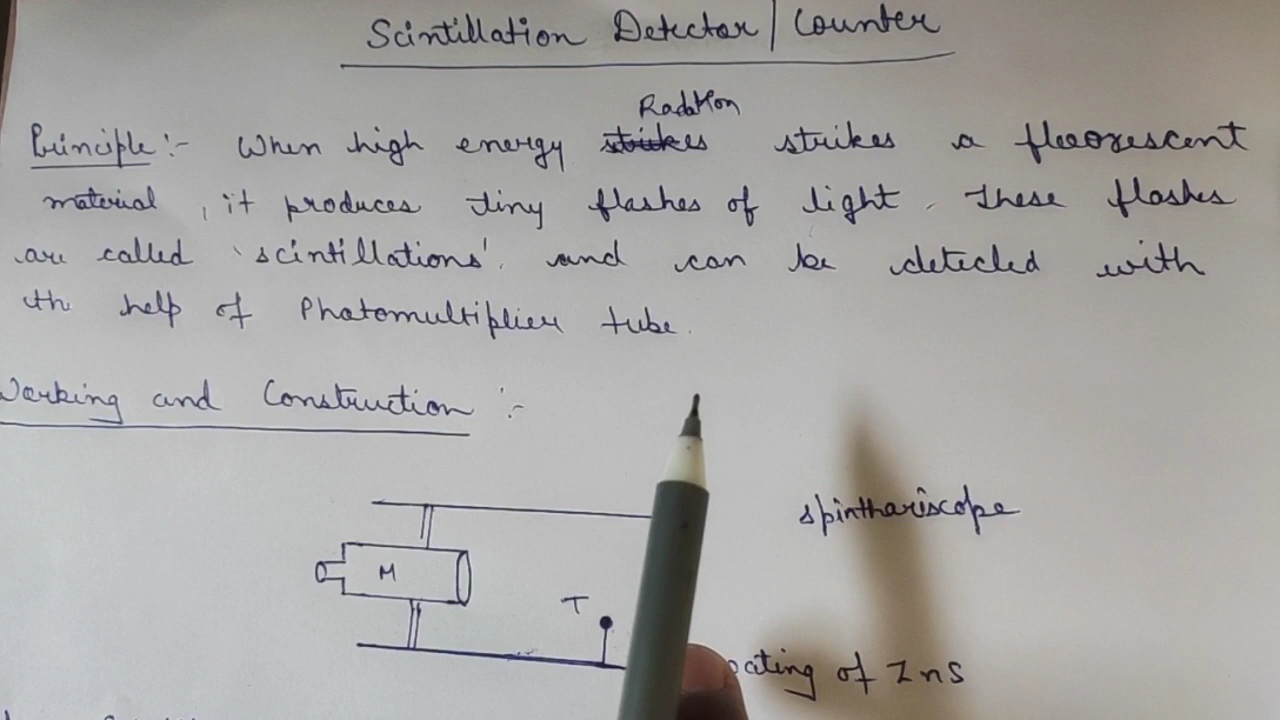 Scintillation Detector/Counter
Radation
Principle:- When high energy strikes strikes a fluorescent
material, it produces tiny flashes of light. These flashes
are called 'scintillations'. and can be detected with
the help of Photomultiplier tube.
Working and Construction :-
spinthariscope
M
T
oating of ZnS